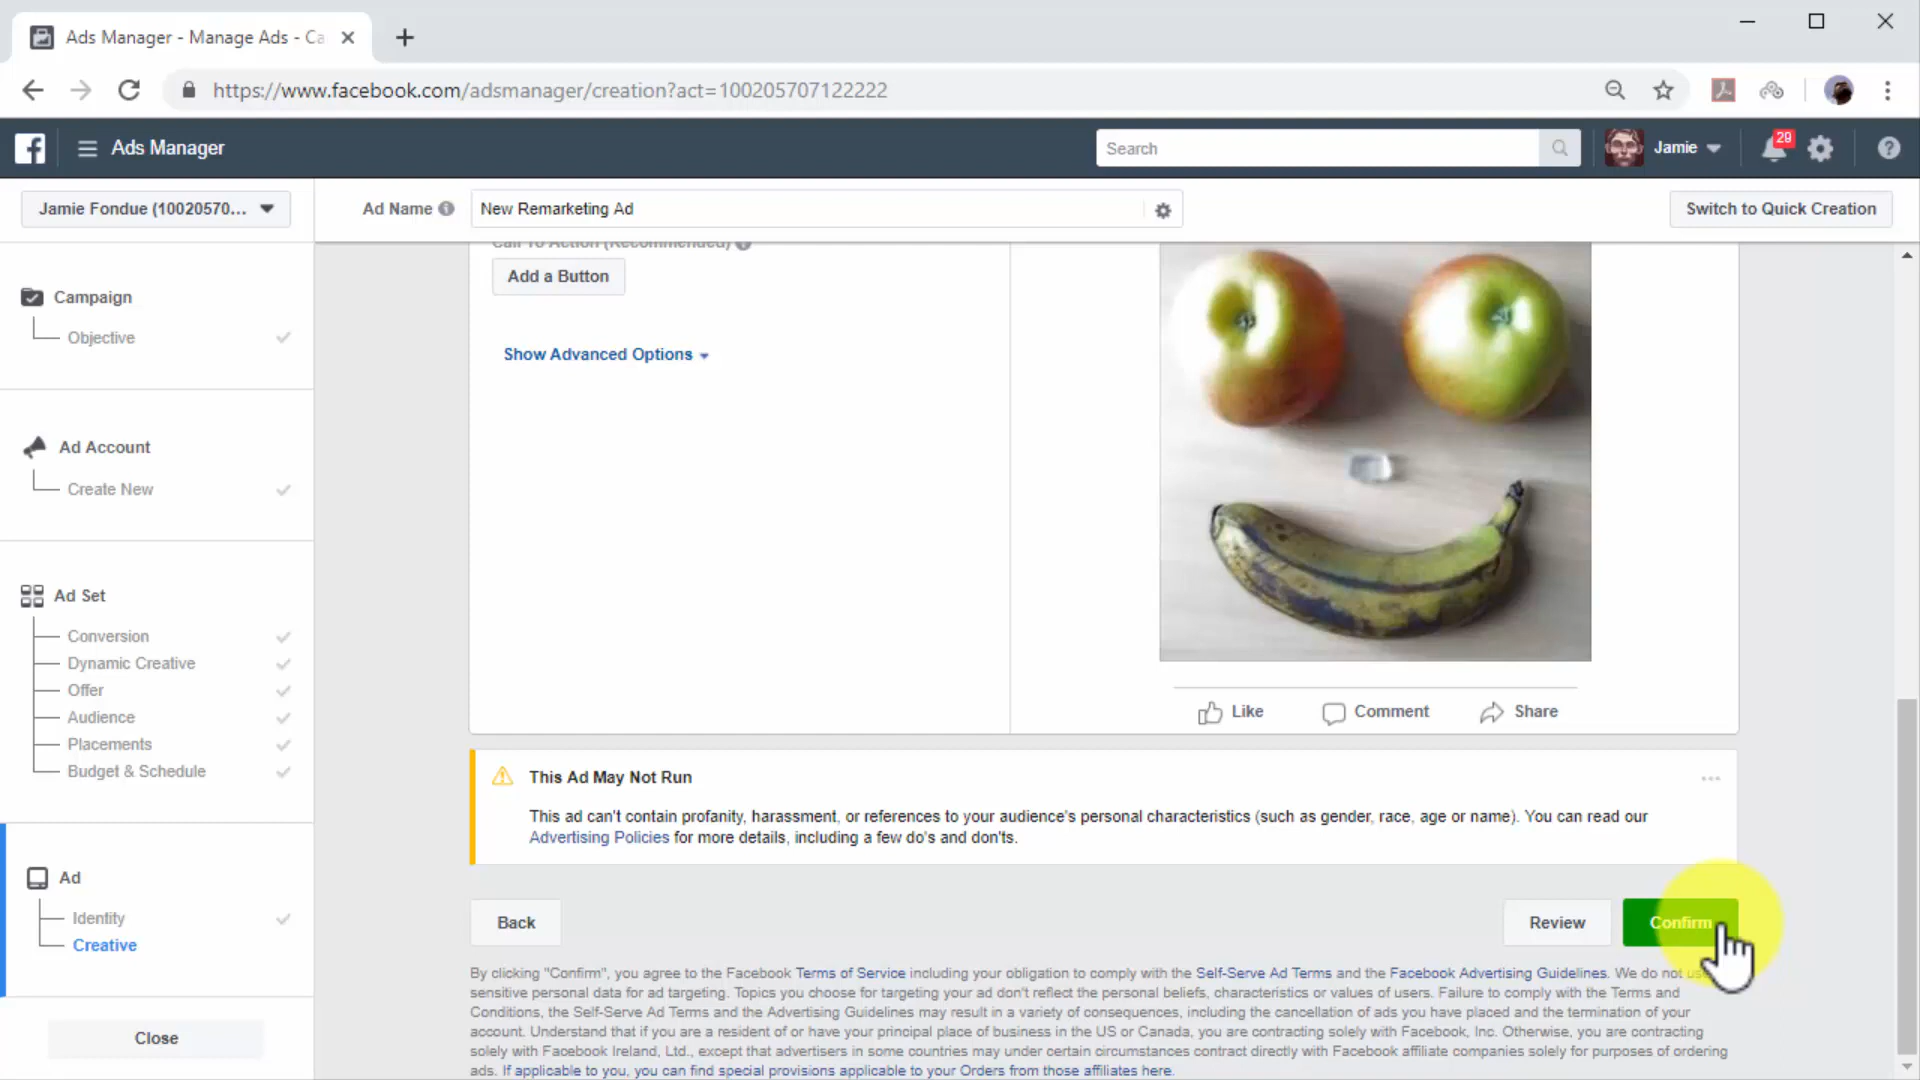 Ads Manager - Manage Ads - Ca
https://www.facebook.com/adsmanager/creation?act=100205707122222
Ads Manager
Search
Jamie
29
Jamie Fondue (10020570...
Ad Name
New Remarketing Ad
Switch to Quick Creation
Call To Action (Recommended)
Add a Button
Show Advanced Options
Campaign
Objective
Ad Account
Create New
Ad Set
Conversion
Dynamic Creative
Offer
Audience
Placements
Budget & Schedule
Ad
Identity
Creative
Close
Like
Comment
Share
This Ad May Not Run
This ad can't contain profanity, harassment, or references to your audience's personal characteristics (such as gender, race, age or name). You can read our
Advertising Policies for more details, including a few do's and don'ts.
Back
Review
Confirm
By clicking "Confirm", you agree to the Facebook Terms of Service including your obligation to comply with the Self-Serve Ad Terms and the Facebook Advertising Guidelines. We do not
sensitive personal data for ad targeting. Topics you choose for targeting your ad don't reflect the personal beliefs, characteristics or values of users. Failure to comply with the Terms and
Conditions, the Self-Serve Ad Terms and the Advertising Guidelines may result in a variety of consequences, including the cancellation of ads you have placed and the termination of your
account. Understand that if you are a resident of or have your principal place of business in the US or Canada, you are contracting solely with Facebook, Inc. Otherwise, you are contracting
solely with Facebook Ireland, Ltd., except that advertisers in some countries may under certain circumstances contract directly with Facebook affiliate companies solely for purposes of ordering
ads. If applicable to you, you can find special provisions applicable to your Orders from those affiliates here.